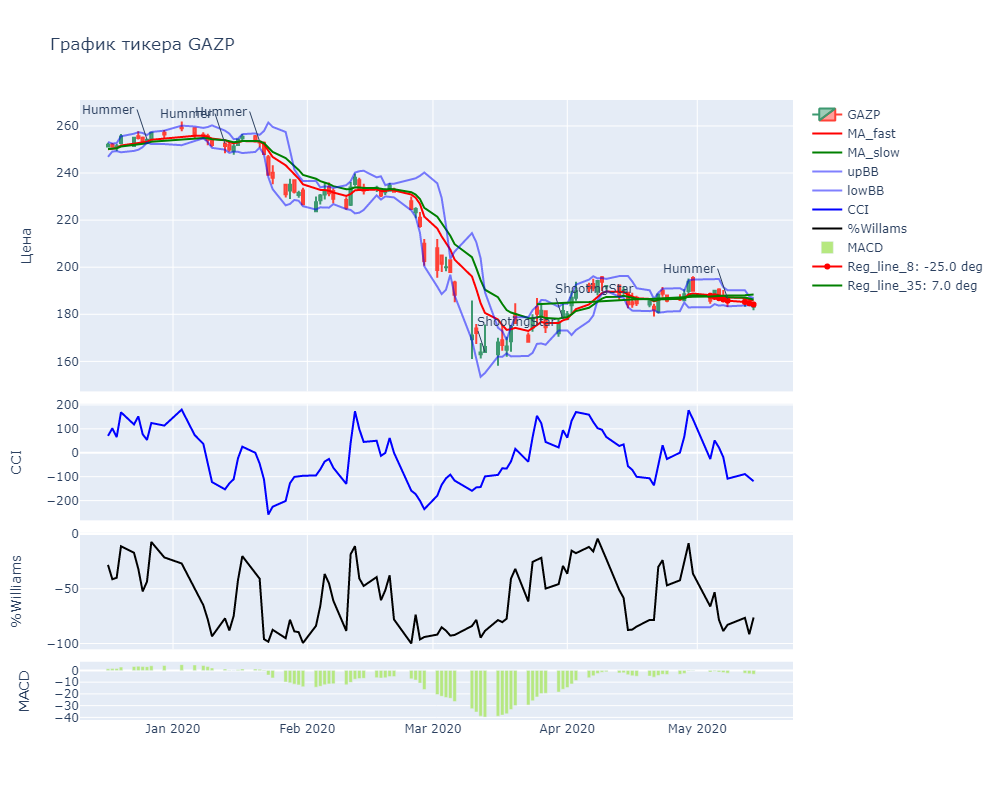 График тикера GAZP
Hummer
Hummer
Hummer
Hummer
ShootingStar
ShootingStar
Цена
260
240
220
200
180
160
CCI
200
100
0
−100
−200
%Williams
0
−50
−100
MACD
0
−10
−20
−30
−40
Jan 2020
Feb 2020
Mar 2020
Apr 2020
May 2020
GAZP
MA_fast
MA_slow
upBB
lowBB
CCI
%Willams
MACD
Reg_line_8: -25.0 deg
Reg_line_35: 7.0 deg